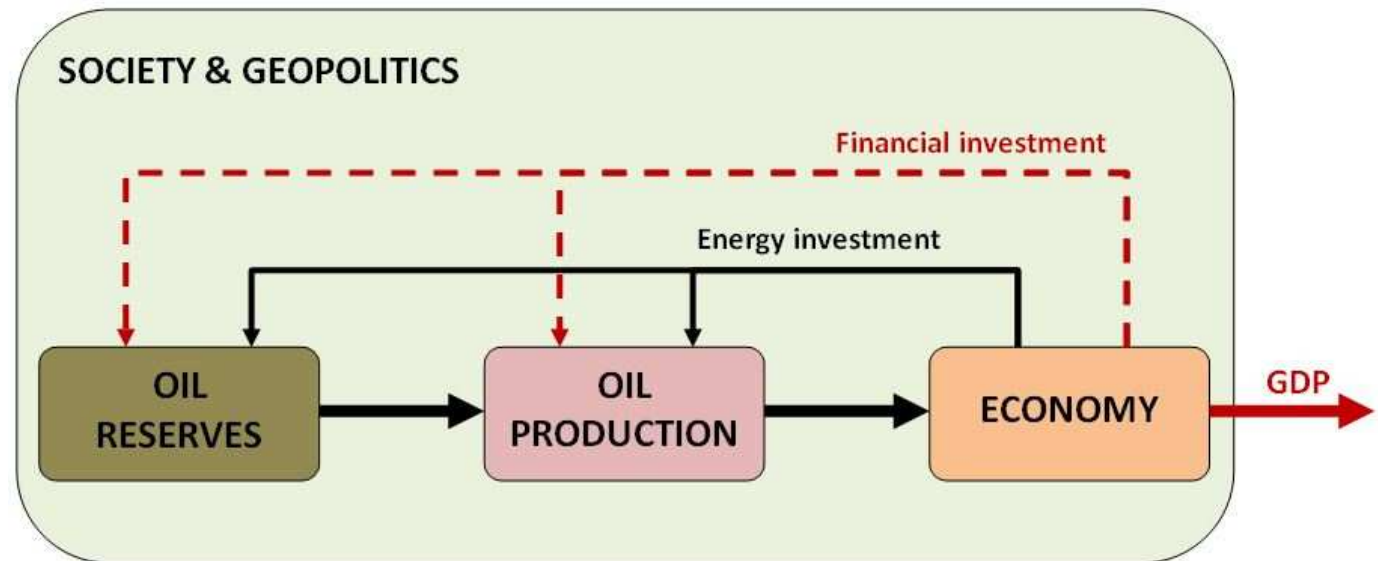 SOCIETY & GEOPOLITICS
Financial investment
Energy investment
OIL
RESERVES
OIL
PRODUCTION
ECONOMY
GDP